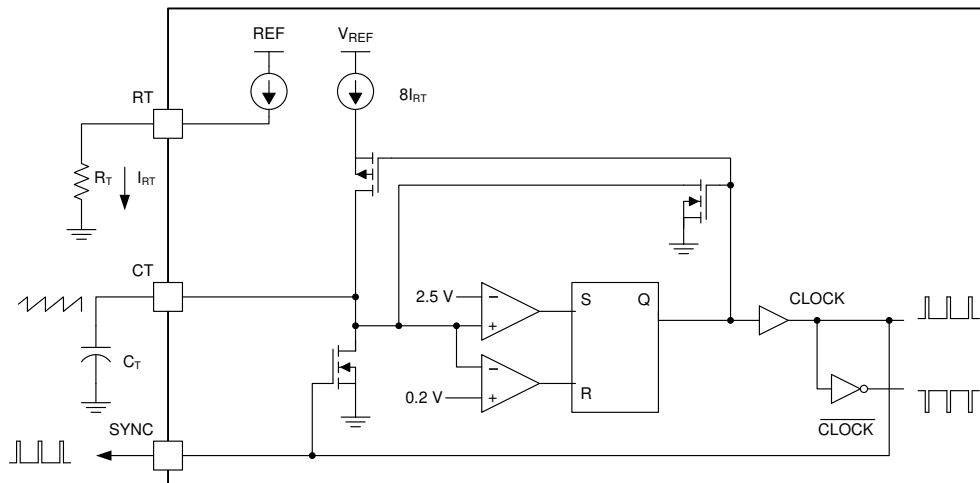 REF
V_REF
RT
8I_RT
R_T
I_RT
CT
2.5 V
S
Q
CLOCK
C_T
0.2 V
R
SYNC
CLOCK